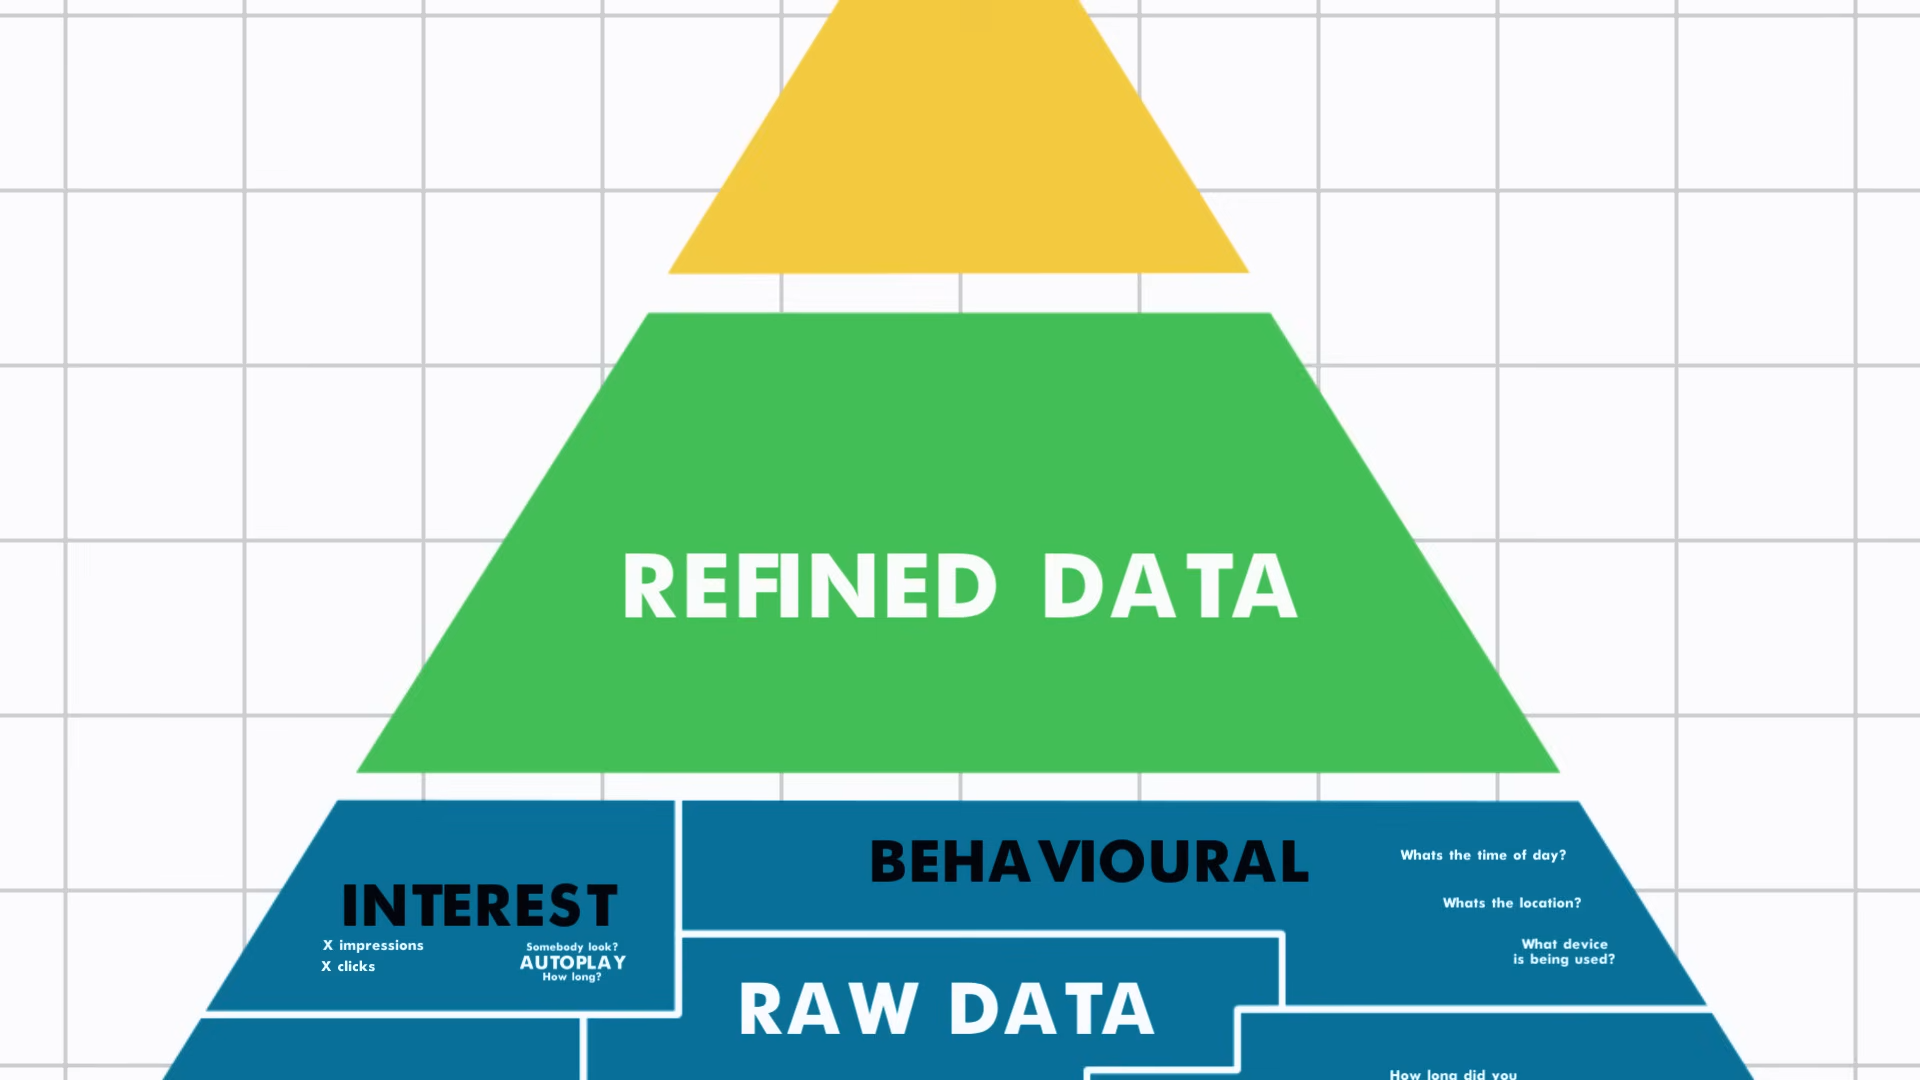 REFINED DATA
BEHAVIOURAL
Whats the time of day?
Whats the location?
What device
is being used?
INTEREST
X impressions
X clicks
Somebody look?
AUTOPLAY
How long?
RAW DATA
How long did you